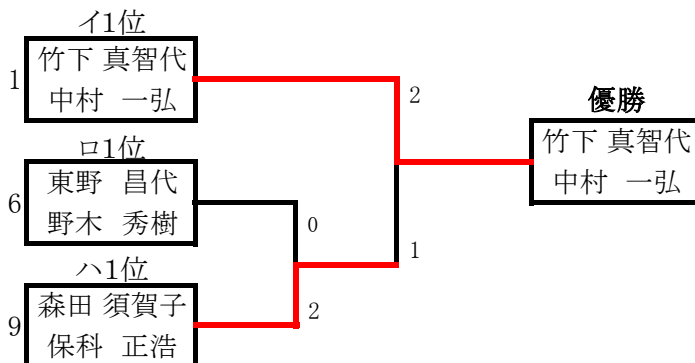 イ1位
1
竹下 真智代
中村 一弘
2
優勝
竹下 真智代
中村 一弘
ロ1位
6
東野 昌代
野木 秀樹
0
1
ハ1位
9
森田 須賀子
保科 正浩
2